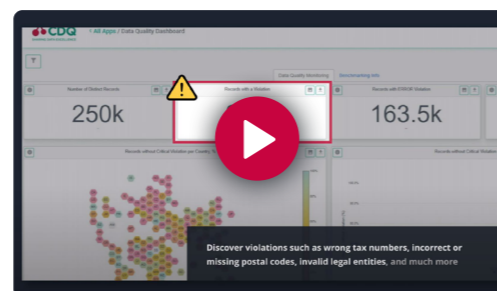 CDQ
All Apps / Data Quality Dashboard
Data Quality Monitoring
Benchmarking Info
Number of Distinct Records
Records with a Violation
Records with ERROR Violation
250k
163.5k
Records without Critical Violation per Country
Records without Critical Violation
Discover violations such as wrong tax numbers, incorrect or
missing postal codes, invalid legal entities, and much more